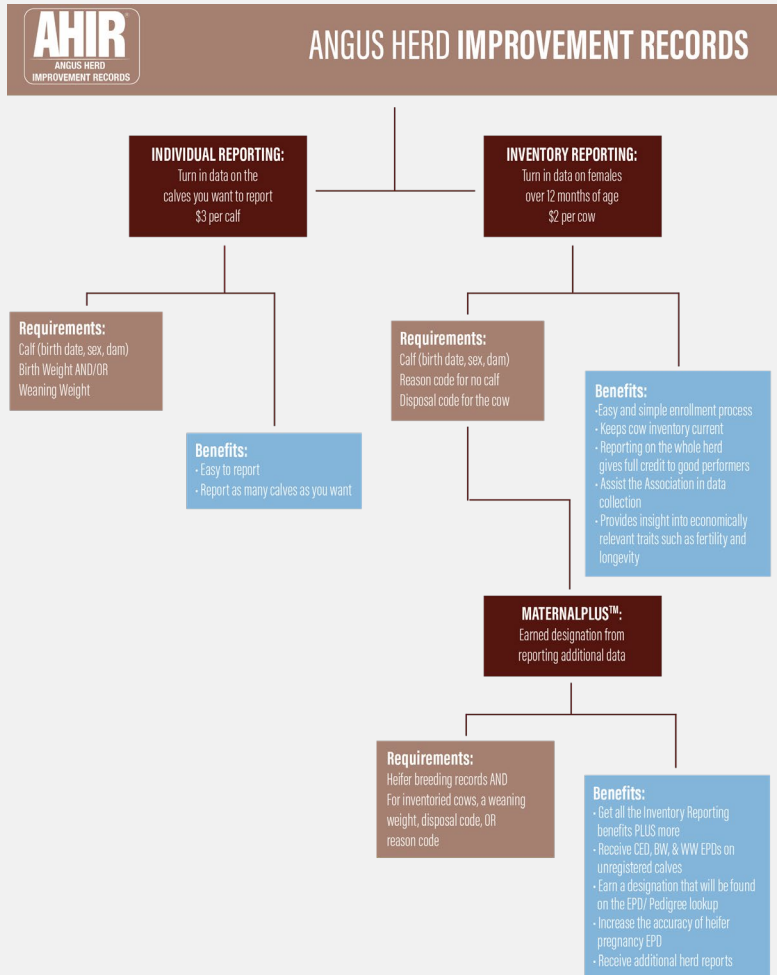 AHIR®
ANGUS HERD
IMPROVEMENT RECORDS
ANGUS HERD IMPROVEMENT RECORDS
INDIVIDUAL REPORTING:
Turn in data on the
calves you want to report
$3 per calf
INVENTORY REPORTING:
Turn in data on females
over 12 months of age
$2 per cow
Requirements:
Calf (birth date, sex, dam)
Birth Weight AND/OR
Weaning Weight
Benefits:
• Easy to report
• Report as many calves as you want
Requirements:
Calf (birth date, sex, dam)
Reason code for no calf
Disposal code for the cow
Benefits:
•Easy and simple enrollment process
• Keeps cow inventory current
• Reporting on the whole herd
gives full credit to good performers
• Assist the Association in data
collection
• Provides insight into economically
relevant traits such as fertility and
longevity
MATERNALPLUS™:
Earned designation from
reporting additional data
Requirements:
Heifer breeding records AND
For inventoried cows, a weaning
weight, disposal code, OR
reason code
Benefits:
• Get all the Inventory Reporting
benefits PLUS more
• Receive CED, BW, & WW EPDs on
unregistered calves
• Earn a designation that will be found
on the EPD/ Pedigree lookup
• Increase the accuracy of heifer
pregnancy EPD
• Receive additional herd reports